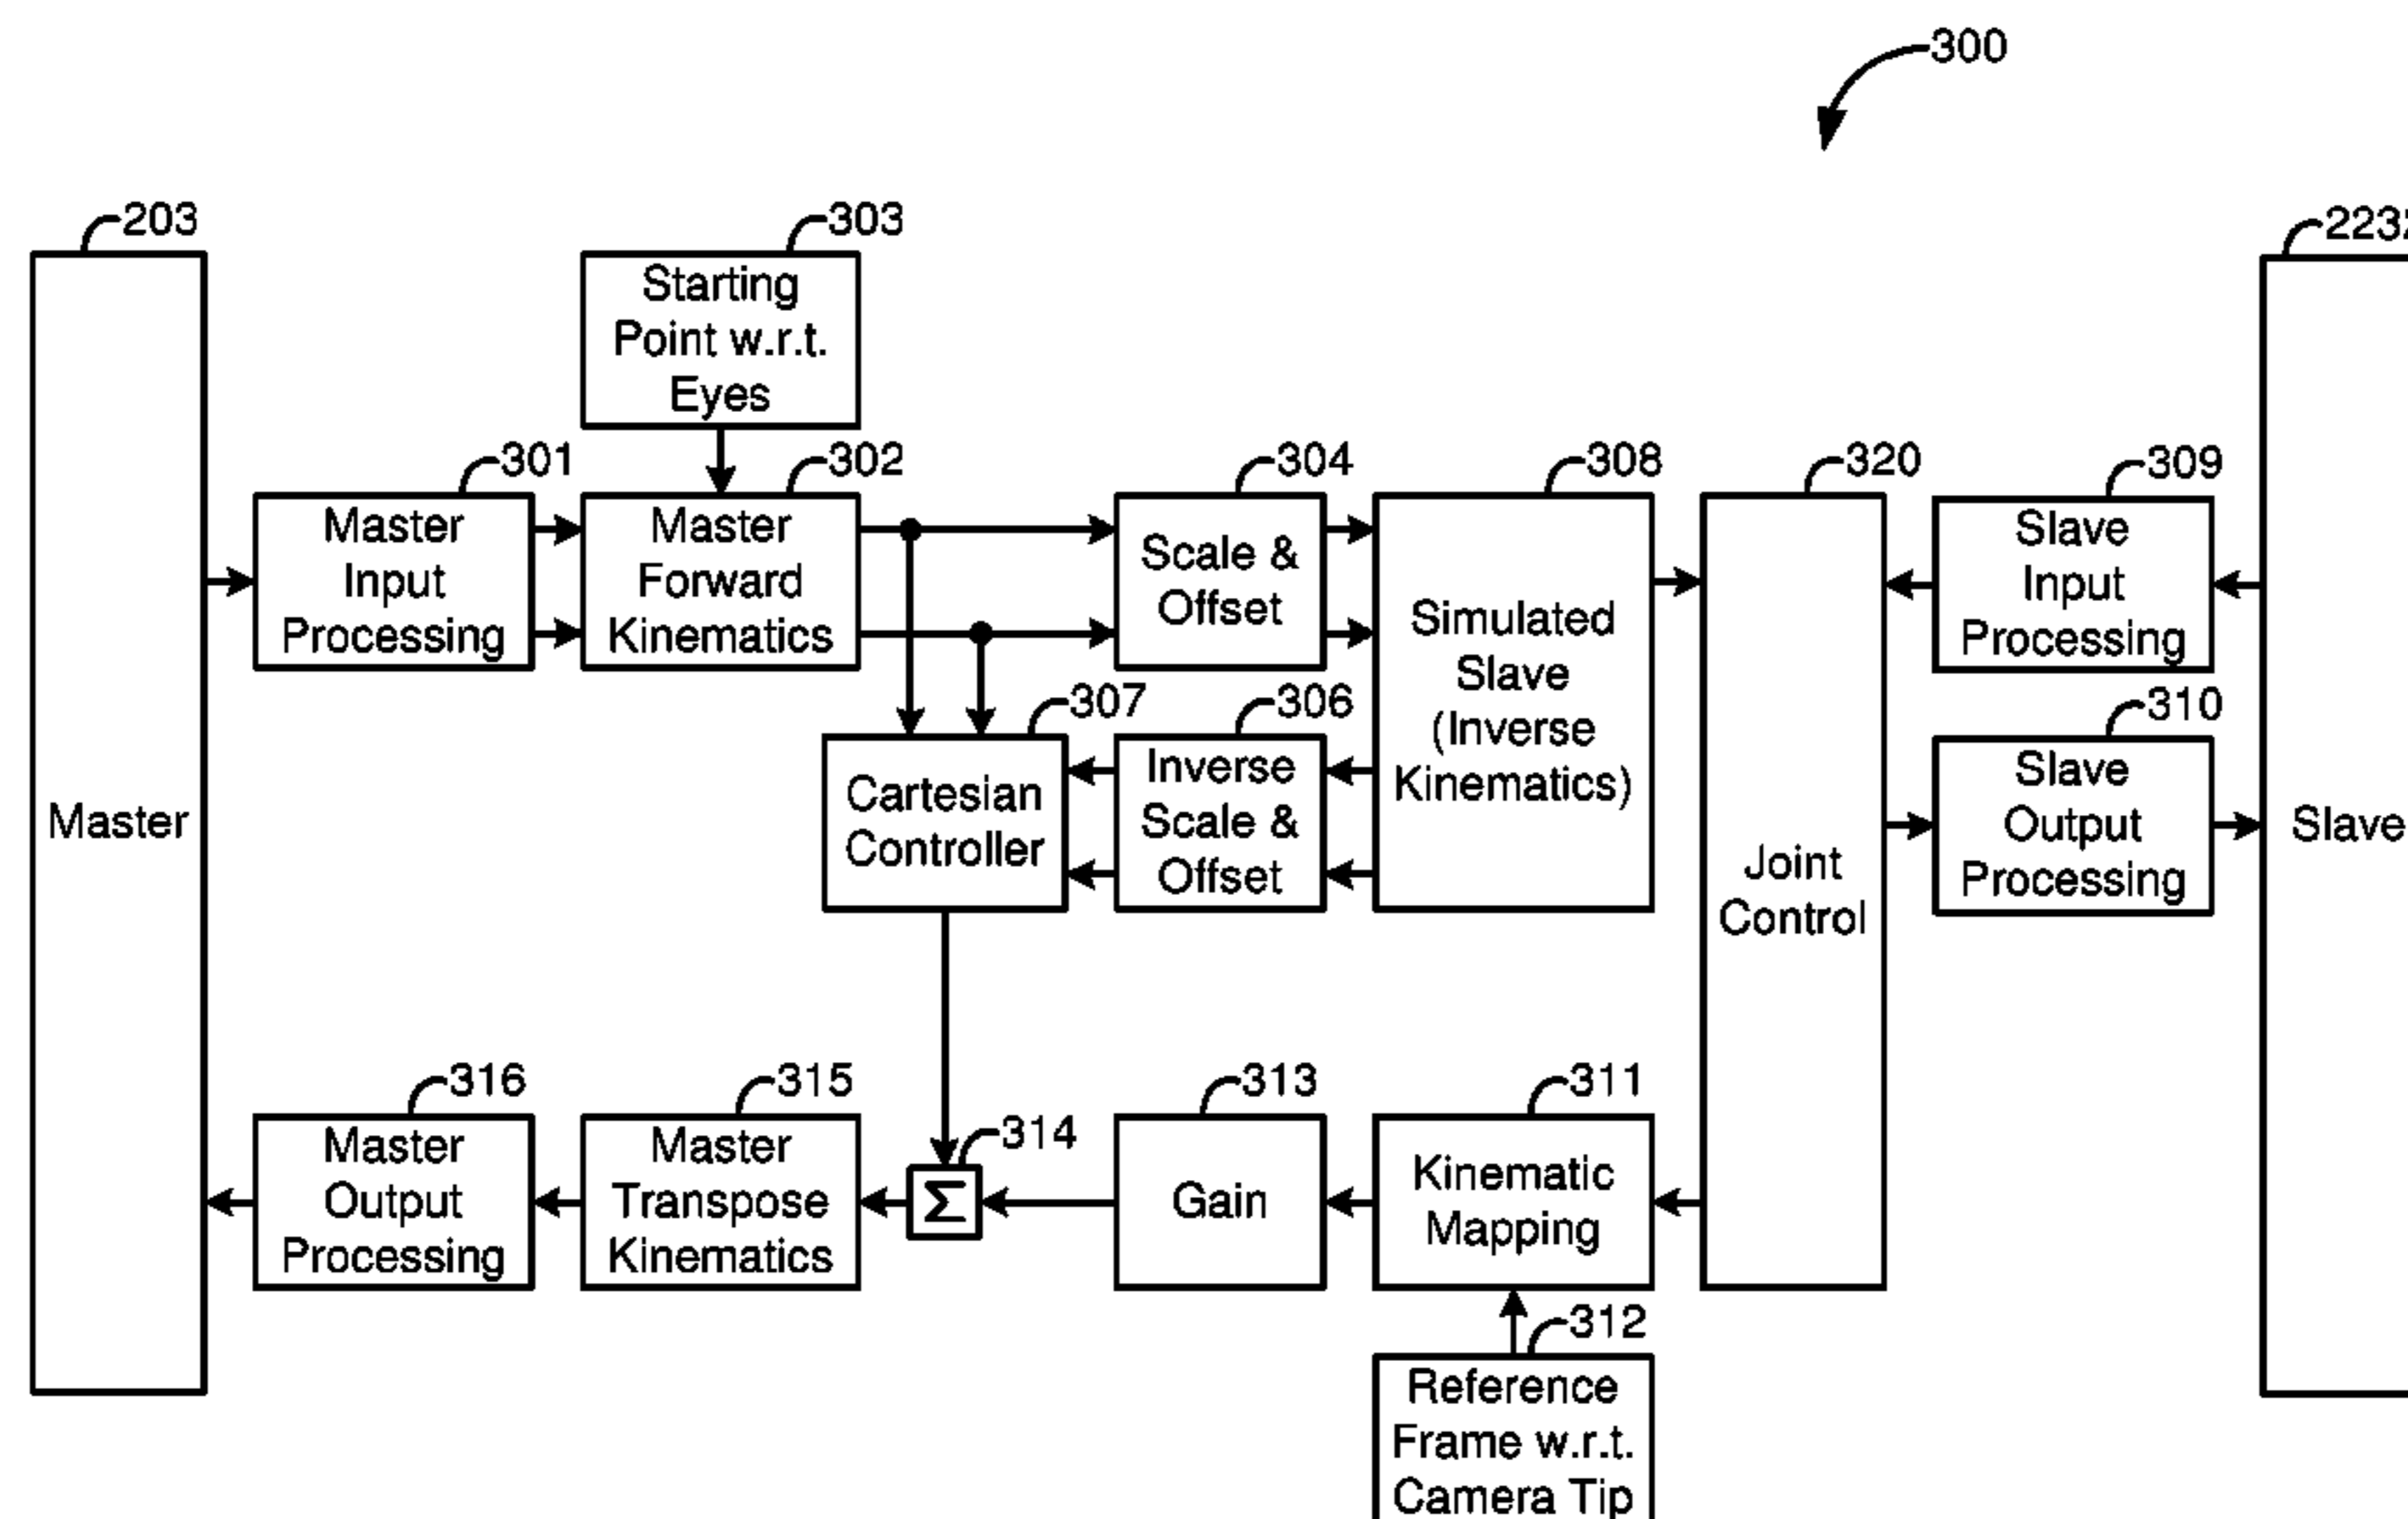 300
203
303
2232
Starting
Point w.r.t.
Eyes
301
302
304
308
320
309
Master
Input
Processing
Master
Forward
Kinematics
Scale &
Offset
Simulated
Slave
(Inverse
Kinematics)
Slave
Input
Processing
307
306
310
Cartesian
Controller
Inverse
Scale &
Offset
Slave
Output
Processing
Master
Joint
Control
Slave
316
315
314
313
311
Master
Output
Processing
Master
Transpose
Kinematics
Σ
Gain
Kinematic
Mapping
312
Reference
Frame w.r.t.
Camera Tip